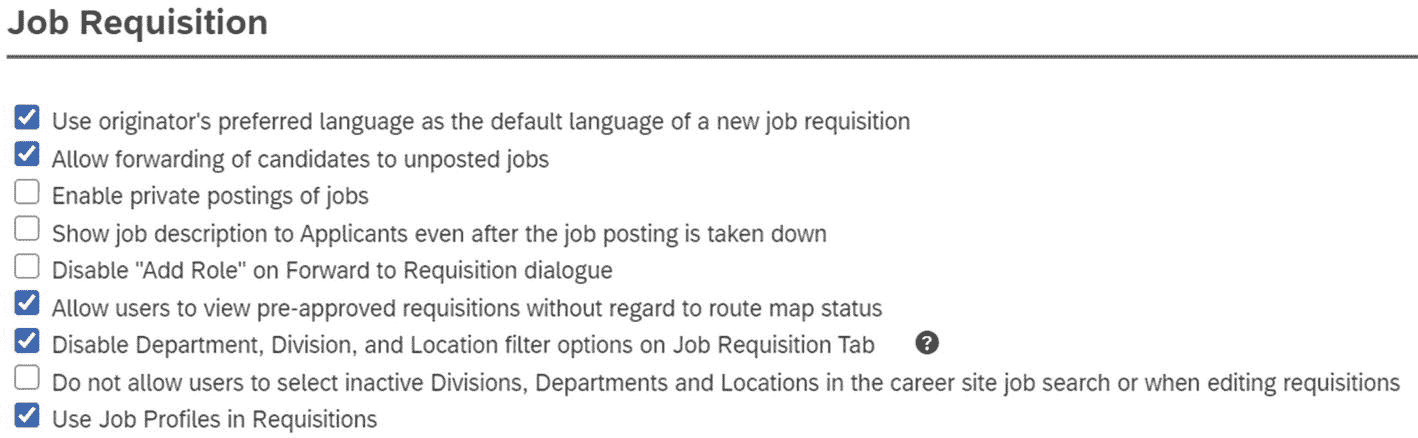 Job Requisition
Use originator's preferred language as the default language of a new job requisition
Allow forwarding of candidates to unposted jobs
Enable private postings of jobs
Show job description to Applicants even after the job posting is taken down
Disable "Add Role" on Forward to Requisition dialogue
Allow users to view pre-approved requisitions without regard to route map status
Disable Department, Division, and Location filter options on Job Requisition Tab ?
Do not allow users to select inactive Divisions, Departments and Locations in the career site job search or when editing requisitions
Use Job Profiles in Requisitions